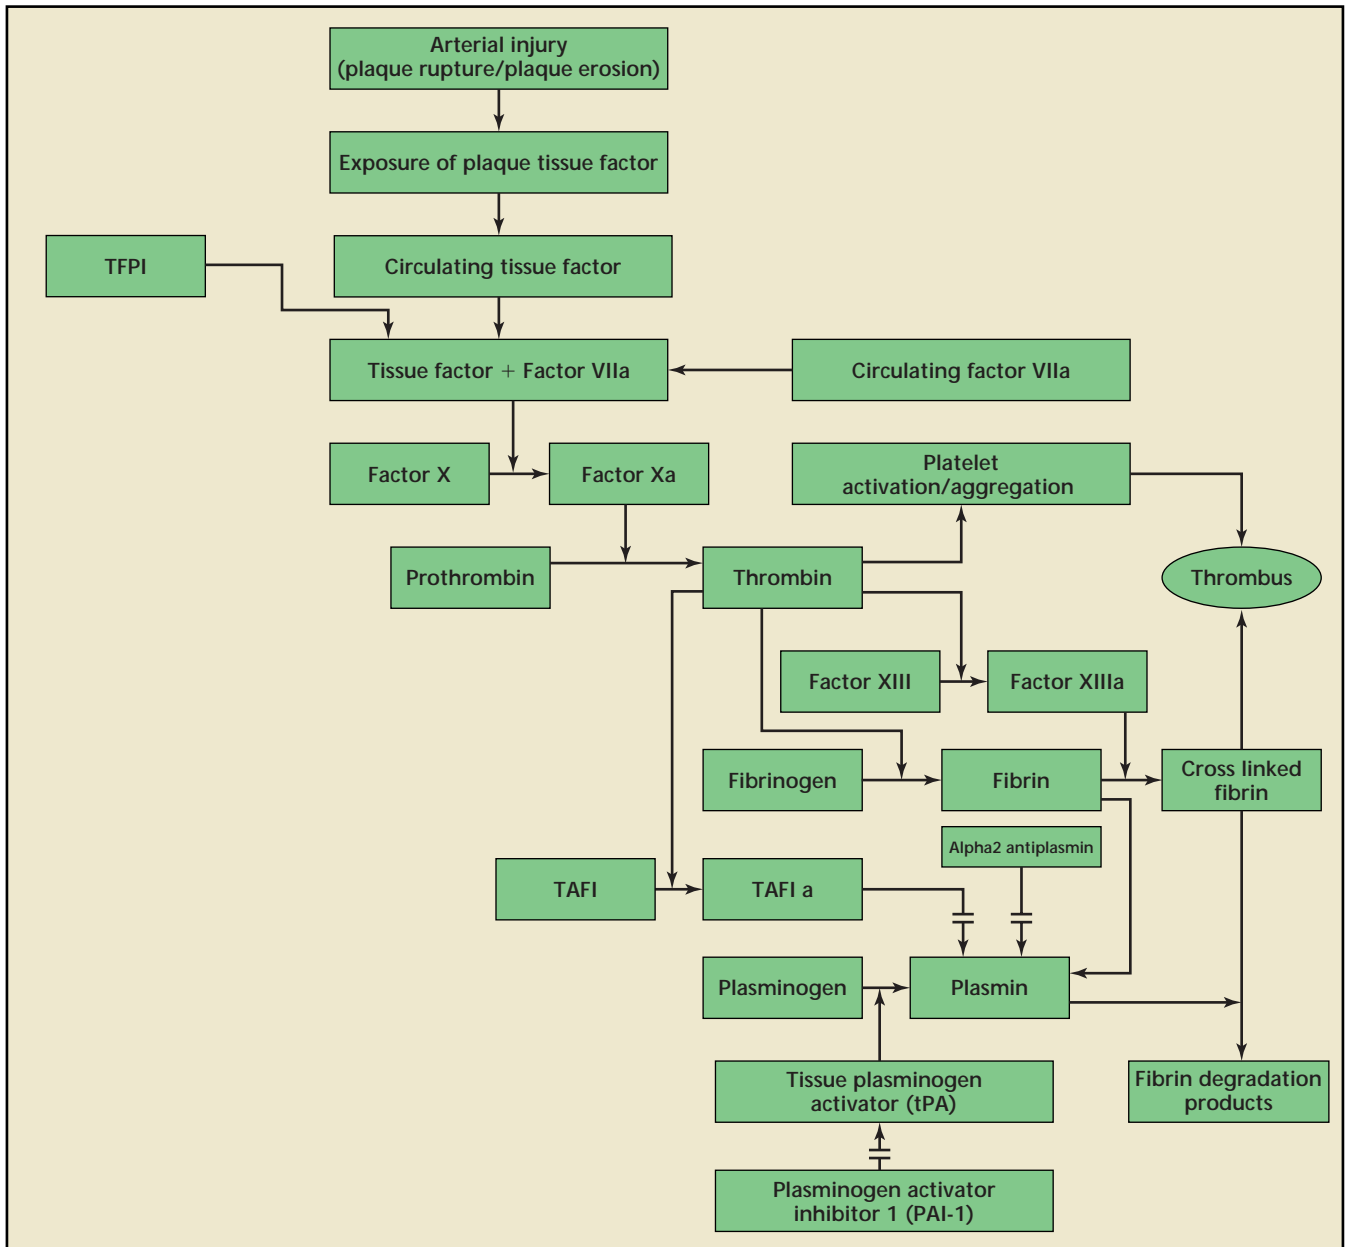 Arterial injury
(plaque rupture/plaque erosion)
Exposure of plaque tissue factor
TFPI
Circulating tissue factor
Tissue factor + Factor VIIa
Circulating factor VIIa
Factor X
Factor Xa
Platelet
activation/aggregation
Prothrombin
Thrombin
Thrombus
Factor XIII
Factor XIIIa
Fibrinogen
Fibrin
Cross linked
fibrin
Alpha2 antiplasmin
TAFI
TAFI a
Plasminogen
Plasmin
Tissue plasminogen
activator (tPA)
Fibrin degradation
products
Plasminogen activator
inhibitor 1 (PAI-1)